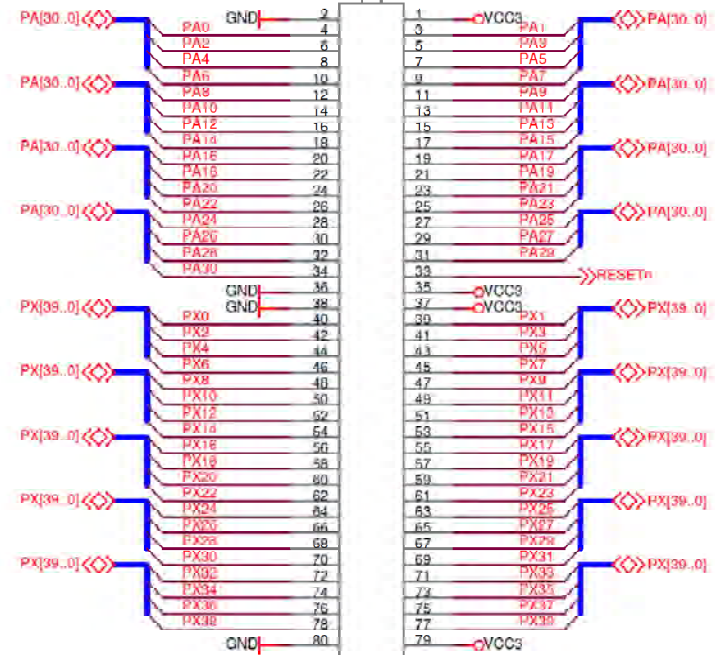 PA[30..0] GND 2 1 VCC3 PA[30..0]
PA0 4 3 PA1
PA2 6 5 PA3
PA4 8 7 PA5
PA[30..0] PA6 10 9 PA7 PA[30..0]
PA8 12 11 PA9
PA10 14 13 PA11
PA12 16 15 PA13
PA[30..0] PA14 18 17 PA15 PA[30..0]
PA16 20 19 PA17
PA18 22 21 PA19
PA20 24 23 PA21
PA[30..0] PA22 26 25 PA23 PA[30..0]
PA24 28 27 PA25
PA26 30 29 PA27
PA28 32 31 PA29
PA30 34 33 RESETn
GND 36 35 VCC3
PX[39..0] GND 38 37 VCC3 PX[39..0]
PX0 40 39 PX1
PX2 42 41 PX3
PX4 44 43 PX5
PX[39..0] PX6 46 45 PX7 PX[39..0]
PX8 48 47 PX9
PX10 50 49 PX11
PX12 52 51 PX13
PX[39..0] PX14 54 53 PX15 PX[39..0]
PX16 56 55 PX17
PX18 58 57 PX19
PX20 60 59 PX21
PX[39..0] PX22 62 61 PX23 PX[39..0]
PX24 64 63 PX25
PX26 66 65 PX27
PX28 68 67 PX29
PX[39..0] PX30 70 69 PX31 PX[39..0]
PX32 72 71 PX33
PX34 74 73 PX35
PX36 76 75 PX37
PX38 78 77 PX39
GND 80 79 VCC3